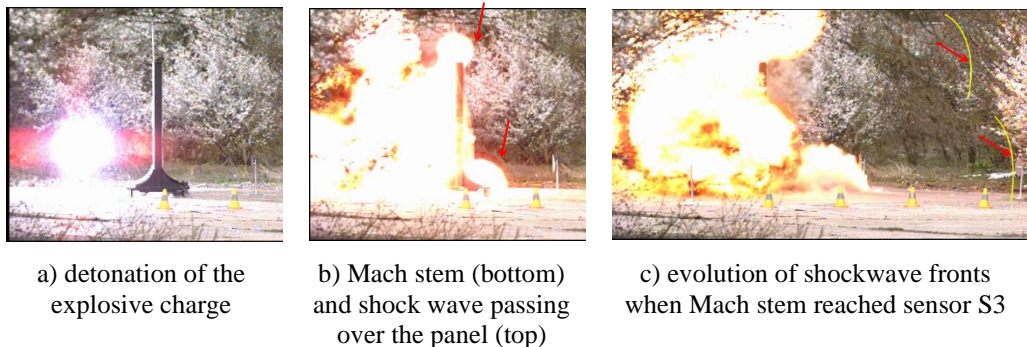 a) detonation of the
explosive charge
b) Mach stem (bottom)
and shock wave passing
over the panel (top)
c) evolution of shockwave fronts
when Mach stem reached sensor S3